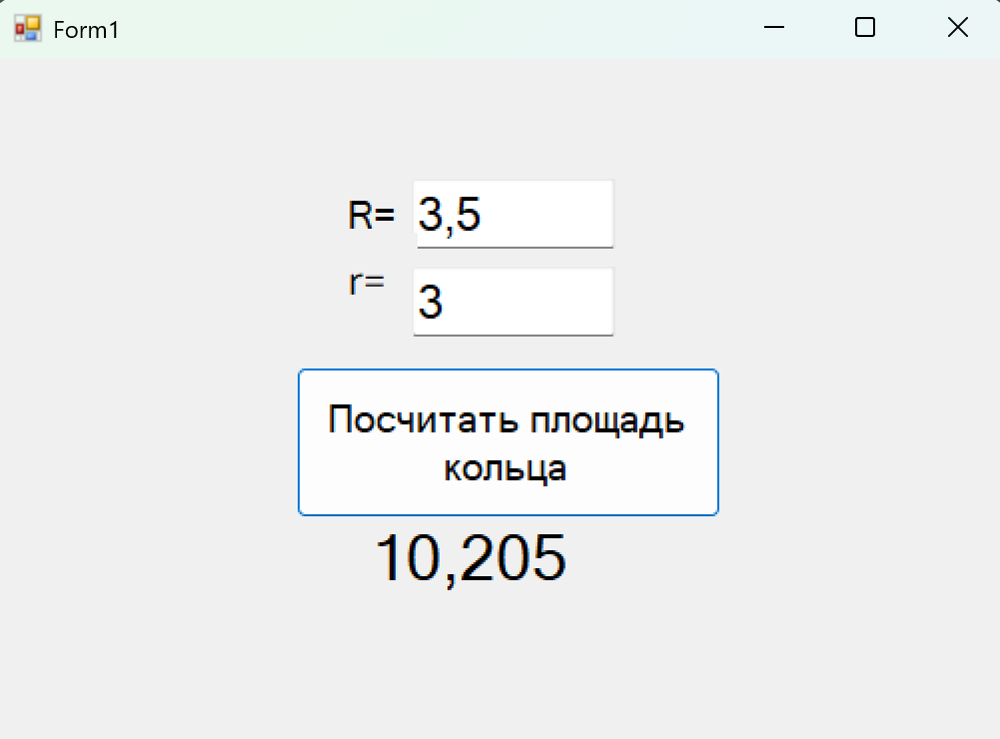 Form1
R= 3,5
r= 3
Посчитать площадь
кольца
10,205